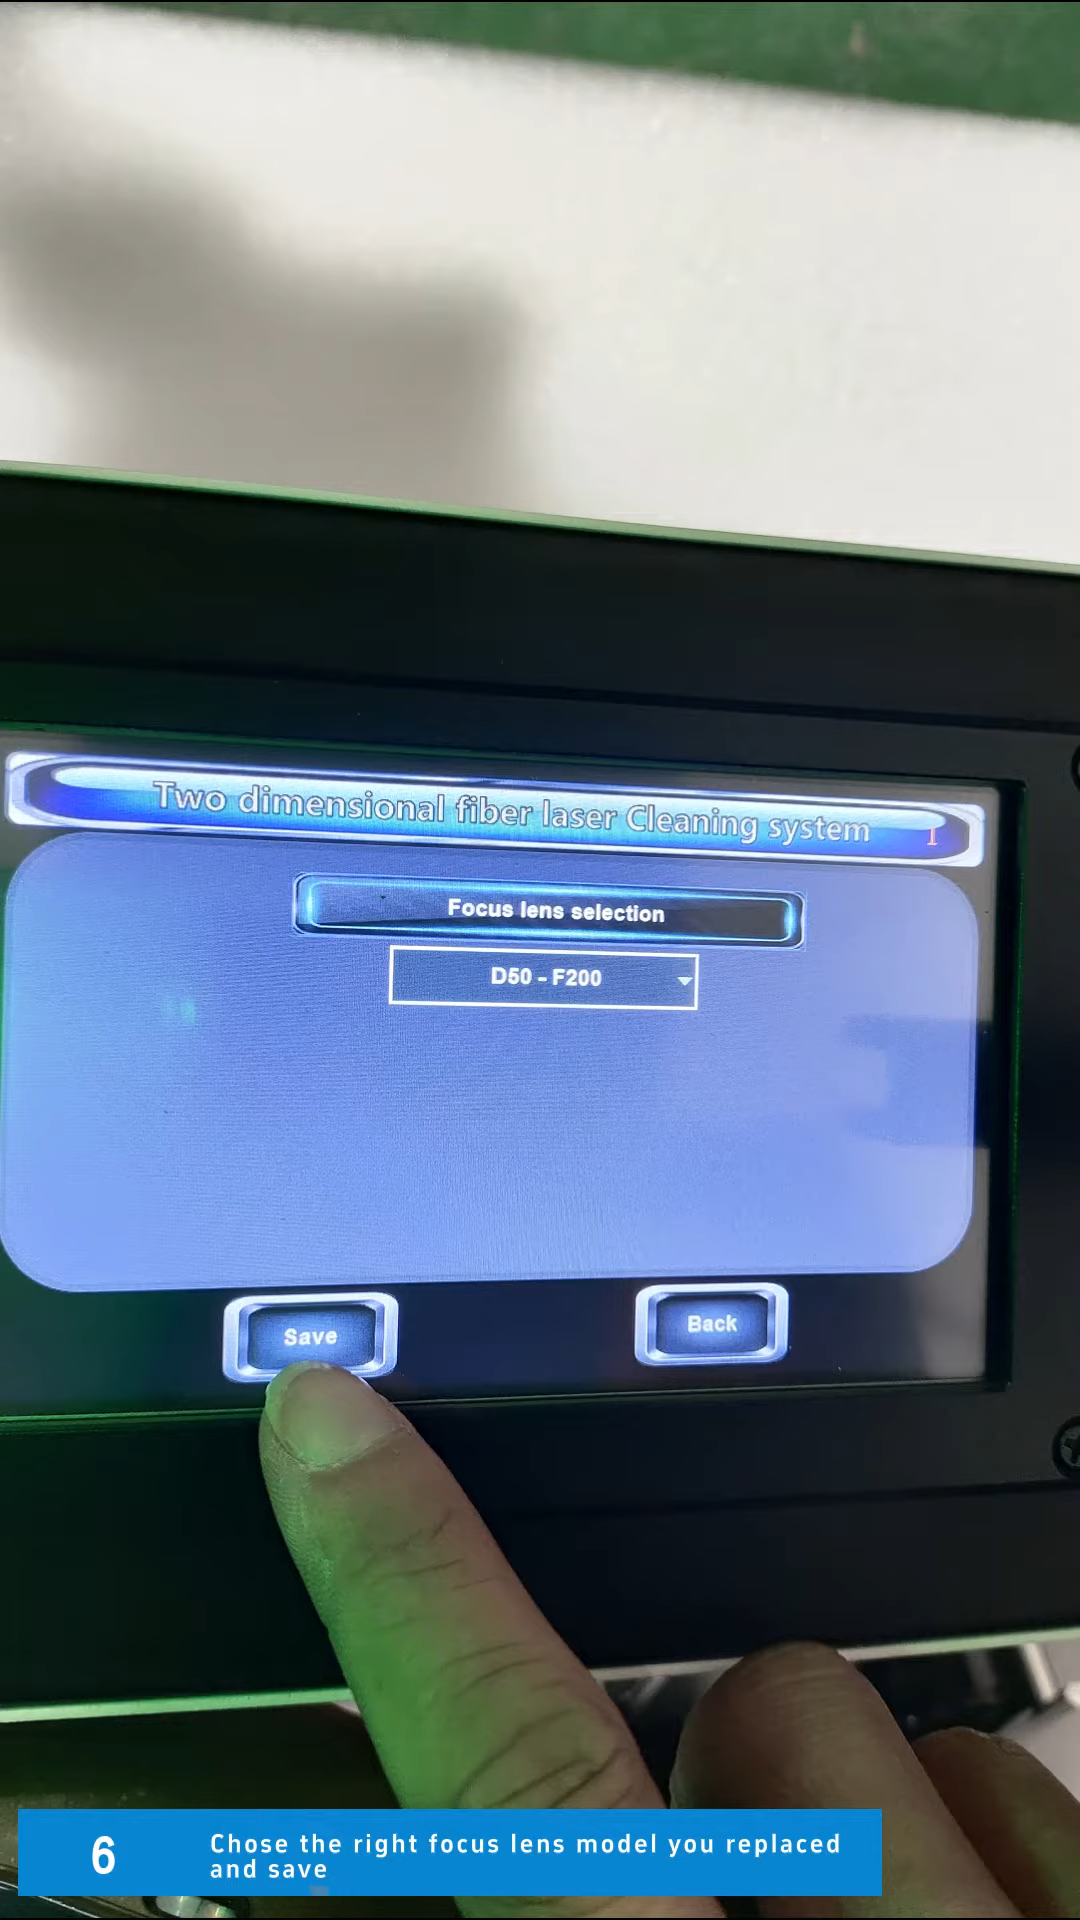 Two dimensional fiber laser Cleaning system 1
Focus lens selection
D50 - F200
Save
Back
6
Chose the right focus lens model you replaced
and save